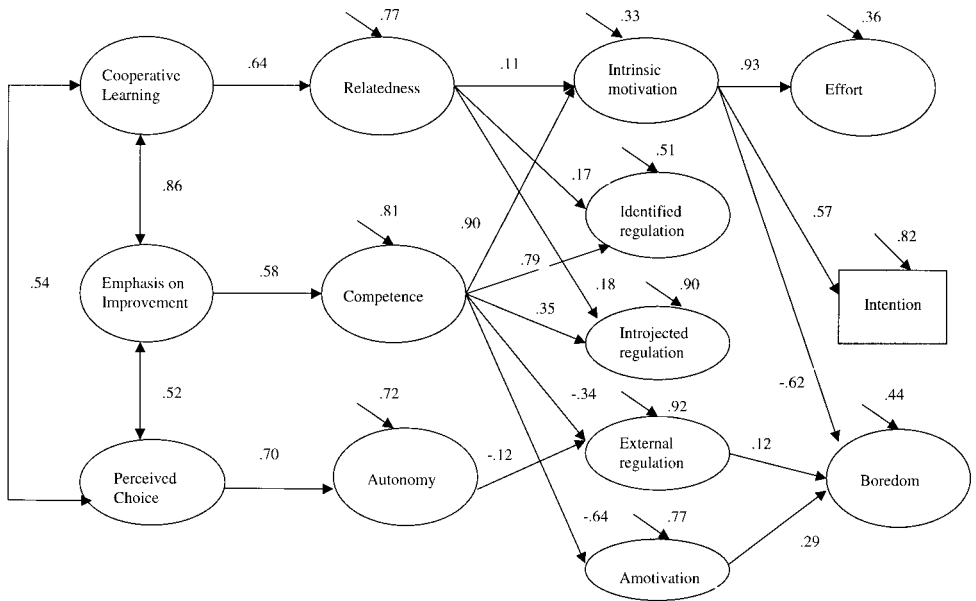 .77
.33
.36
Cooperative
Learning
.64
Relatedness
.11
Intrinsic
motivation
.93
Effort
.86
.81
.90
.17
.51
Identified
regulation
.57
.82
.54
Emphasis on
Improvement
.58
Competence
.79
.18
.90
Intention
.35
Introjected
regulation
.52
.72
-.34
.92
-.62
.44
Perceived
Choice
.70
Autonomy
-.12
External
regulation
.12
Boredom
-.64
.77
.29
Amotivation